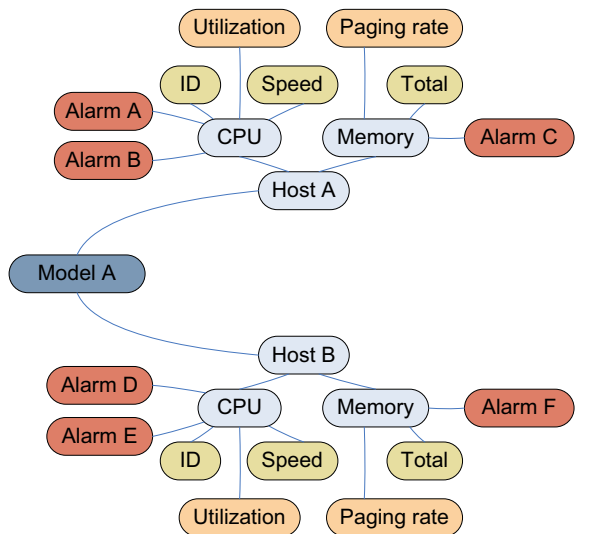 Utilization
Paging rate
ID
Speed
Total
Alarm A
CPU
Memory
Alarm C
Alarm B
Host A
Model A
Host B
Alarm D
CPU
Memory
Alarm F
Alarm E
ID
Speed
Total
Utilization
Paging rate